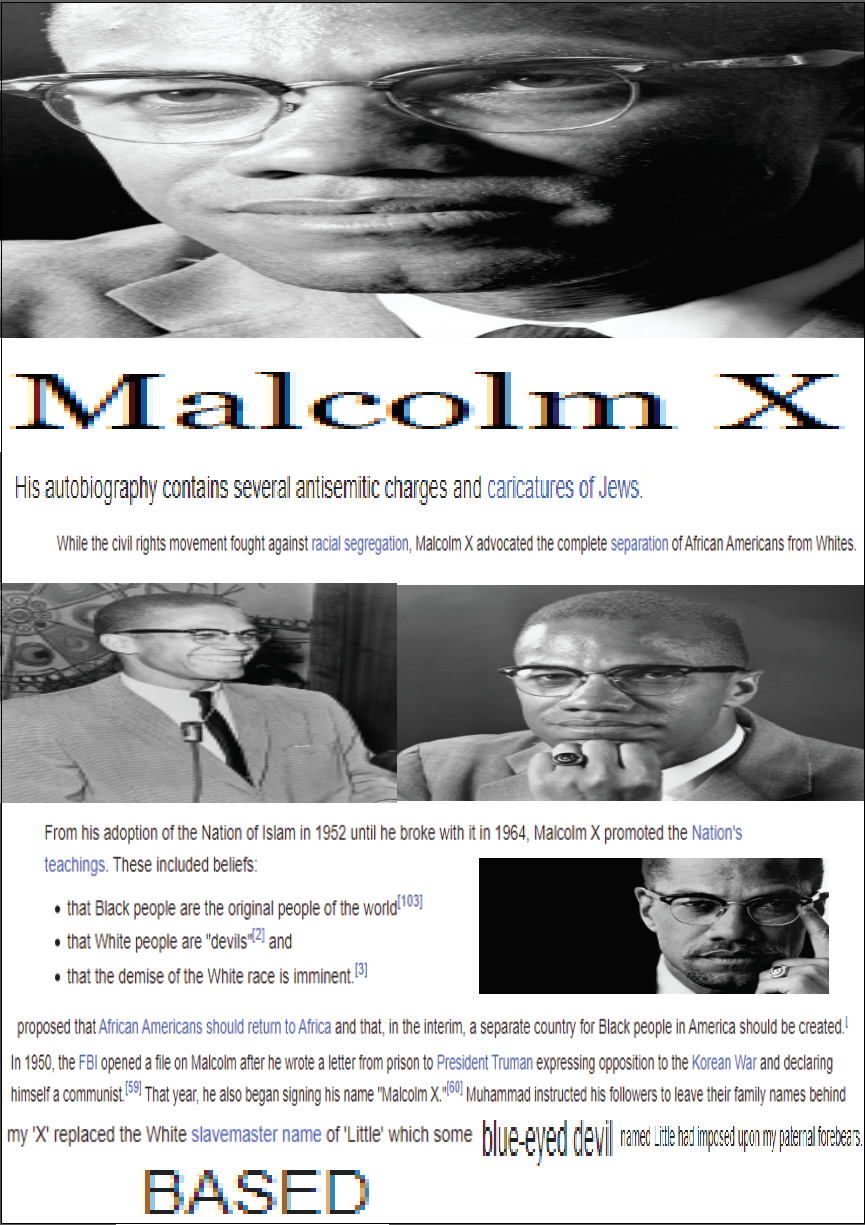 Malcolm X
His autobiography contains several antisemitic charges and caricatures of Jews.
While the civil rights movement fought against racial segregation, Malcolm X advocated the complete separation of African Americans from Whites.
From his adoption of the Nation of Islam in 1952 until he broke with it in 1964, Malcolm X promoted the Nation's
teachings. These included beliefs:
• that Black people are the original people of the world[103]
• that White people are "devils"[2] and
• that the demise of the White race is imminent.[3]
proposed that African Americans should return to Africa and that, in the interim, a separate country for Black people in America should be created.[
In 1950, the FBI opened a file on Malcolm after he wrote a letter from prison to President Truman expressing opposition to the Korean War and declaring
himself a communist.[59] That year, he also began signing his name "Malcolm X."[60] Muhammad instructed his followers to leave their family names behind
my 'X' replaced the White slavemaster name of 'Little' which some blue-eyed devil named Little had imposed upon my paternal forebears.
BASED